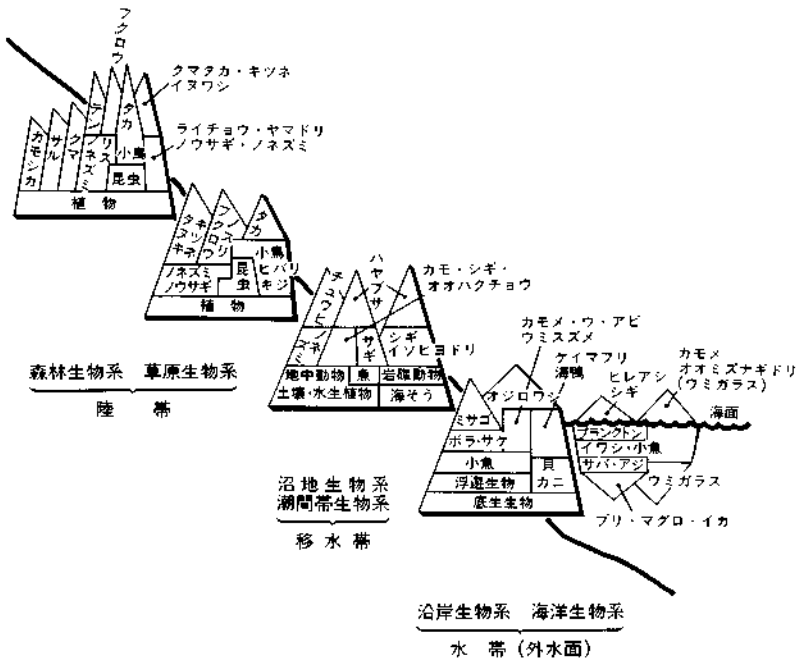 フクロウ
クマタカ・キツネ
イヌワシ
ライチョウ・ヤマドリ
ノウサギ・ノネズミ
カモシカ
サル
クマ
テン
タカ
リス
ノネズミ
小鳥
昆虫
植物
タヌキ
キツネ
フクロウ
ノスリ
タカ
小鳥
ヒバリ
キジ
ノネズミ
ノウサギ
昆虫
植物
森林生物系 草原生物系
陸帯
チュウヒ
ハヤブサ
カモ・シギ・
オオハクチョウ
ノネズミ
サギ
シギ
イソヒヨドリ
地中動物
魚
岩礁動物
土壌・水生植物
海そう
沼地生物系
潮間帯生物系
移水帯
カモメ・ウ・アビ
ウミスズメ
ケイマフリ
海鴨
オジロワシ
ミサゴ
ボラ・サケ
小魚
浮遊生物
貝
カニ
底生生物
ヒレアシ
シギ
カモメ
オオミズナギドリ
(ウミガラス)
海面
プランクトン
イワシ・小魚
サバ・アジ
ウミガラス
ブリ・マグロ・イカ
沿岸生物系 海洋生物系
水帯(外水面)